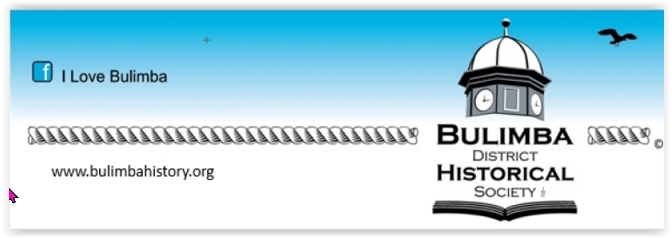 f I Love Bulimba
www.bulimbahistory.org
BULIMBA
DISTRICT
HISTORICAL
SOCIETY
©